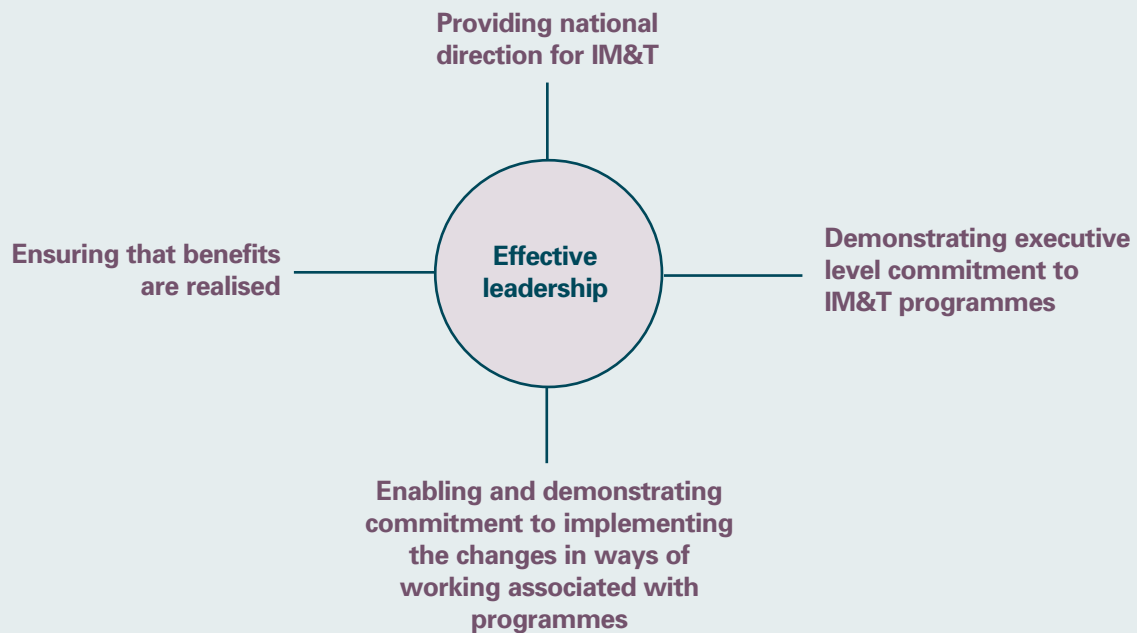 Providing national
direction for IM&T
Ensuring that benefits
are realised
Effective
leadership
Demonstrating executive
level commitment to
IM&T programmes
Enabling and demonstrating
commitment to implementing
the changes in ways of
working associated with
programmes